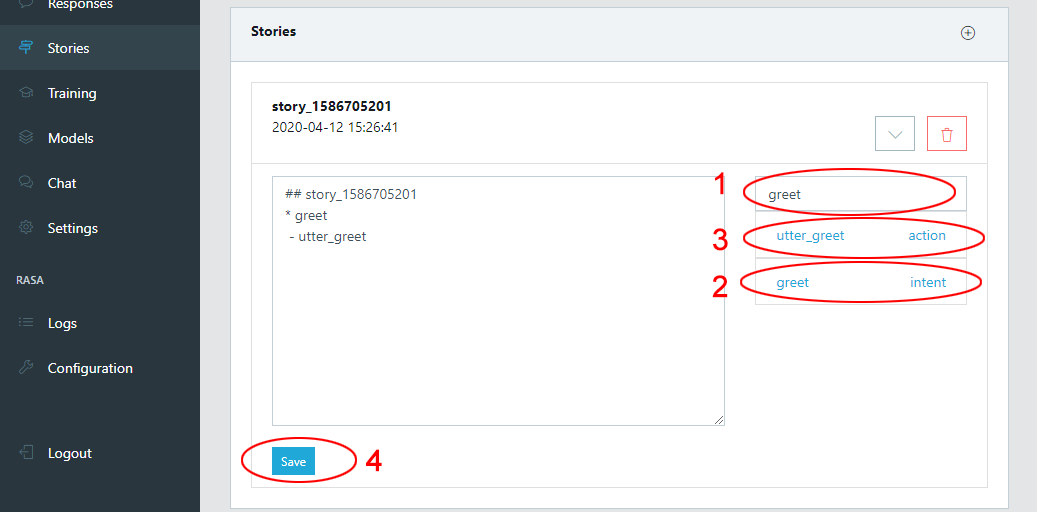 Responses
Stories
Training
Models
Chat
Settings
RASA
Logs
Configuration
Logout
Stories
story_1586705201
2020-04-12 15:26:41
## story_1586705201
* greet
- utter_greet
1
greet
3
utter_greet action
2
greet intent
Save
4